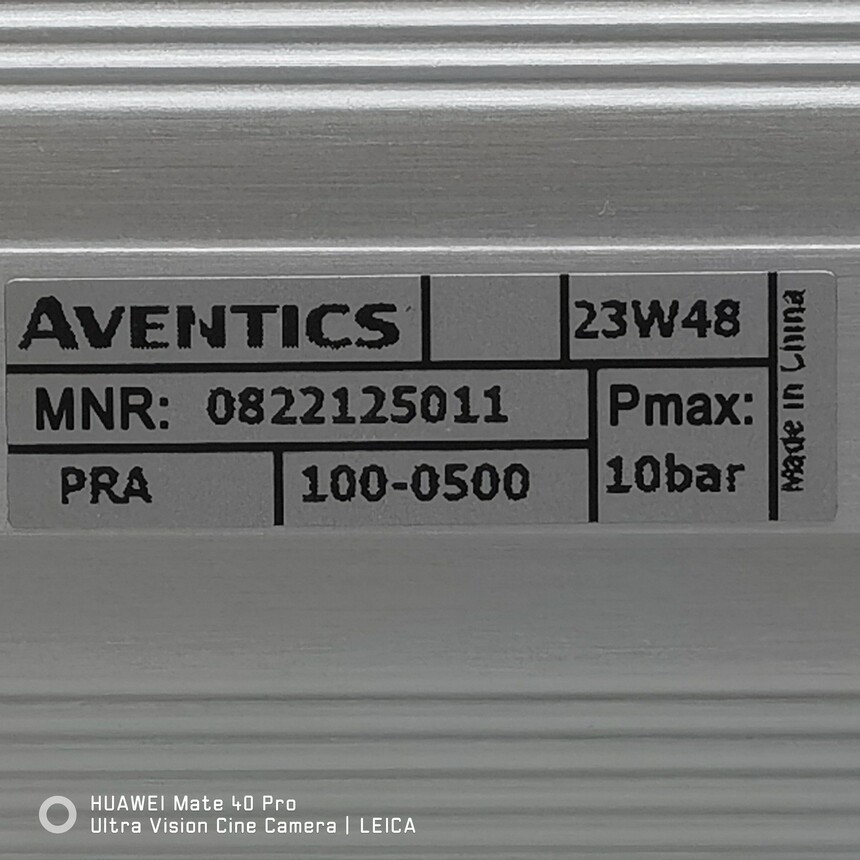 AVENTICS
23W48
Made in China
MNR: 0822125011
Pmax:
10bar
PRA
100-0500
HUAWEI Mate 40 Pro
Ultra Vision Cine Camera | LEICA